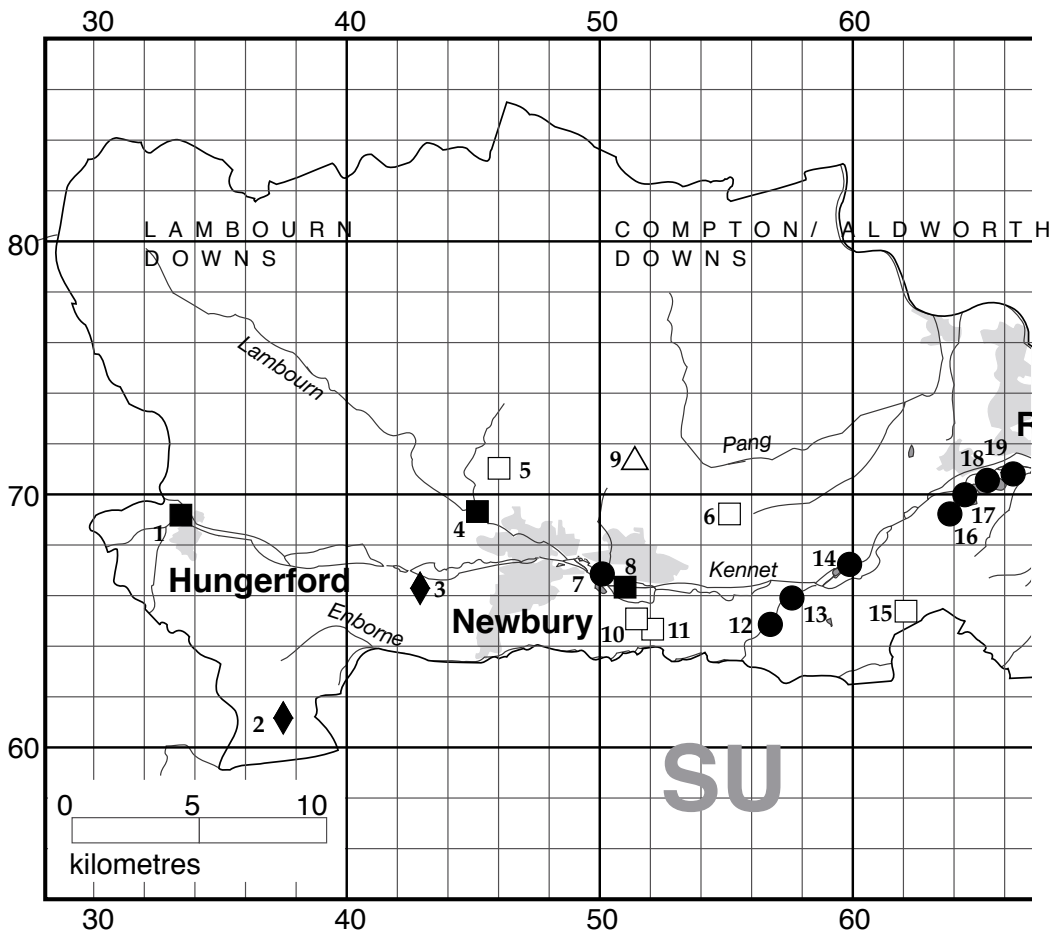 30 40 50 60
L A M B O U R N
D O W N S
C O M P T O N / A L D W O R T H
D O W N S
80
Lambourn
Pang
R
5
9
18 19
70
1
4
6
17
16
Hungerford
3
7
8
Kennet
14
Enborne
Newbury
10
11
12
13
15
2
60
SU
0 5 10
kilometres
30 40 50 60